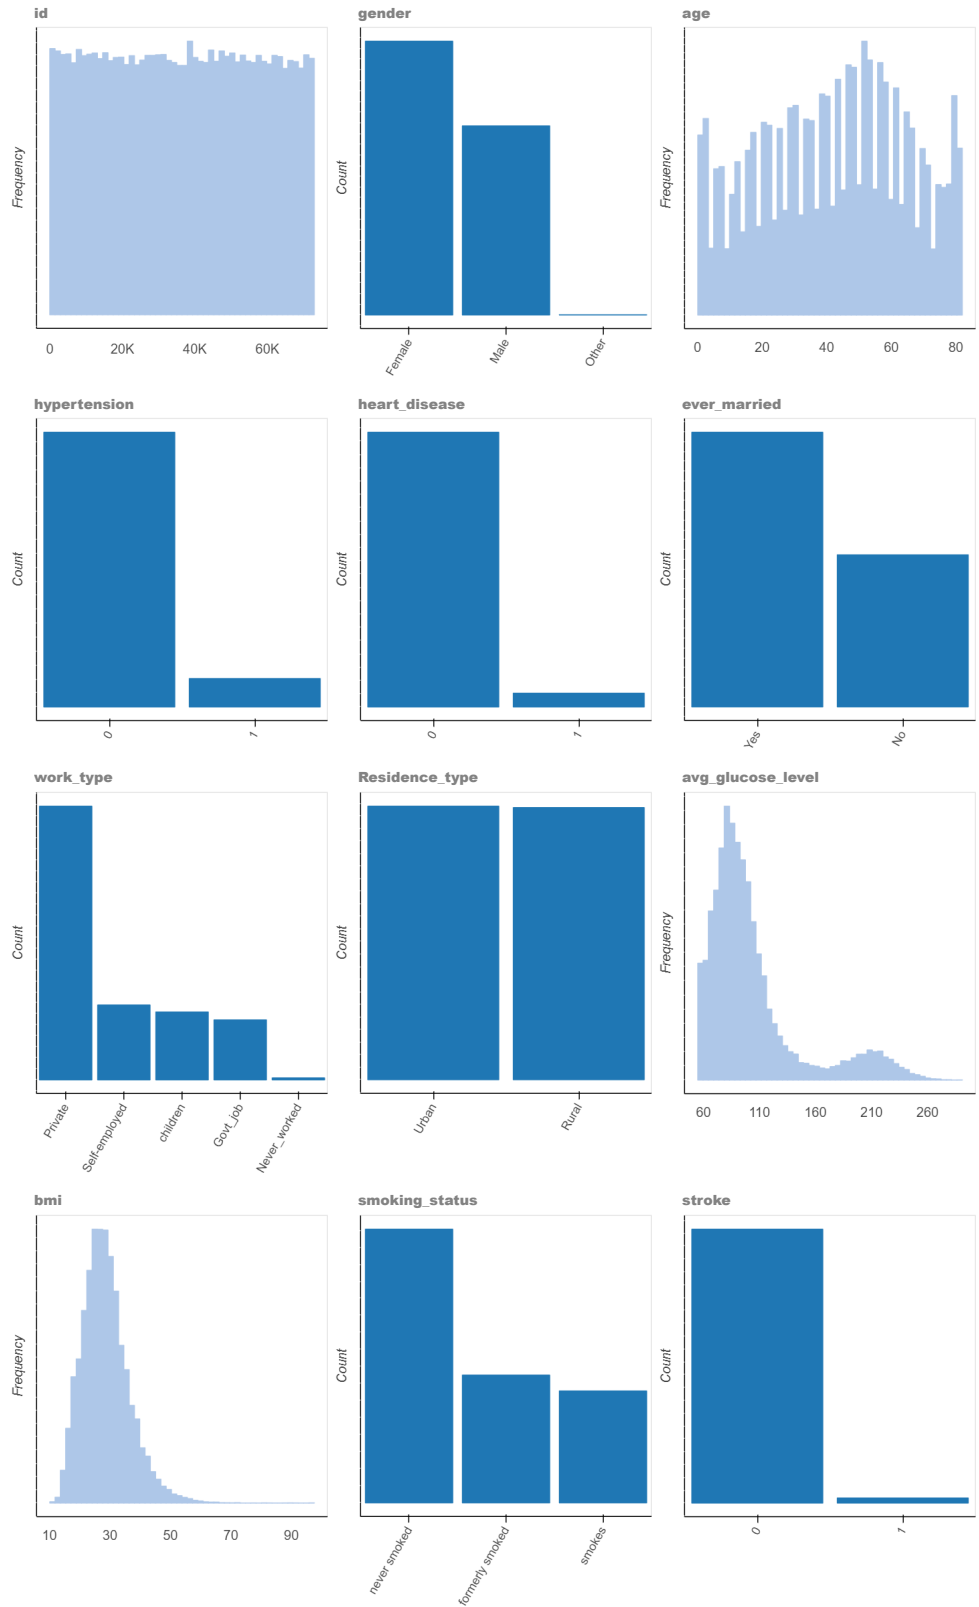 id
gender
age
Frequency
Count
Frequency
0 20K 40K 60K
Female Male Other
0 20 40 60 80
hypertension
heart_disease
ever_married
Count
Count
Count
0 1
0 1
Yes No
work_type
Residence_type
avg_glucose_level
Count
Count
Frequency
Private Self-employed children Govt_job Never_worked
Urban Rural
60 110 160 210 260
bmi
smoking_status
stroke
Frequency
Count
Count
10 30 50 70 90
never smoked formerly smoked smokes
0 1